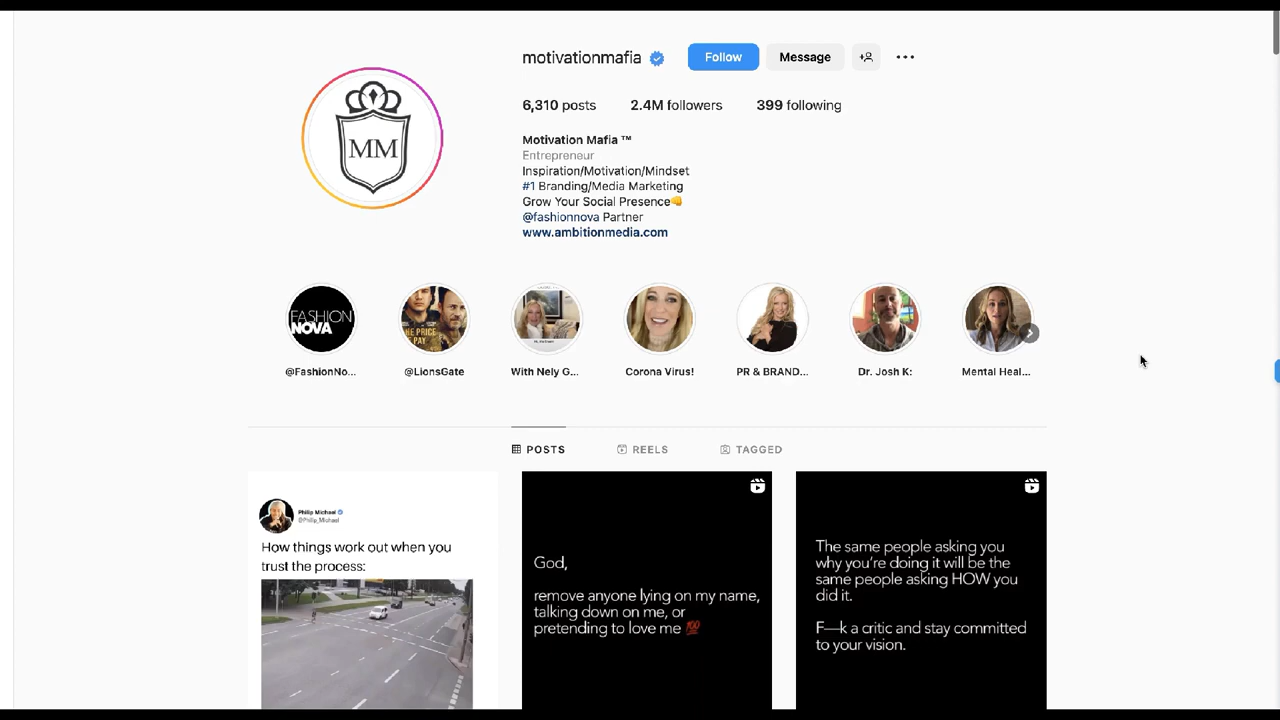 motivationmafia
Follow
Message
6,310 posts
2.4M followers
399 following
MM
Motivation Mafia ™
Entrepreneur
Inspiration/Motivation/Mindset
#1 Branding/Media Marketing
Grow Your Social Presence👊
@fashionnova Partner
www.ambitionmedia.com
FASHION
NOVA
THE PRICE
WE PAY
@FashionNo...
@LionsGate
With Nely G...
Corona Virus!
PR & BRAND...
Dr. Josh K:
Mental Heal...
POSTS
REELS
TAGGED
Philip Michael
@Philip_Michael
How things work out when you
trust the process:
God,
remove anyone lying on my name,
talking down on me, or
pretending to love me 💯
The same people asking you
why you're doing it will be the
same people asking HOW you
did it.
F—k a critic and stay committed
to your vision.